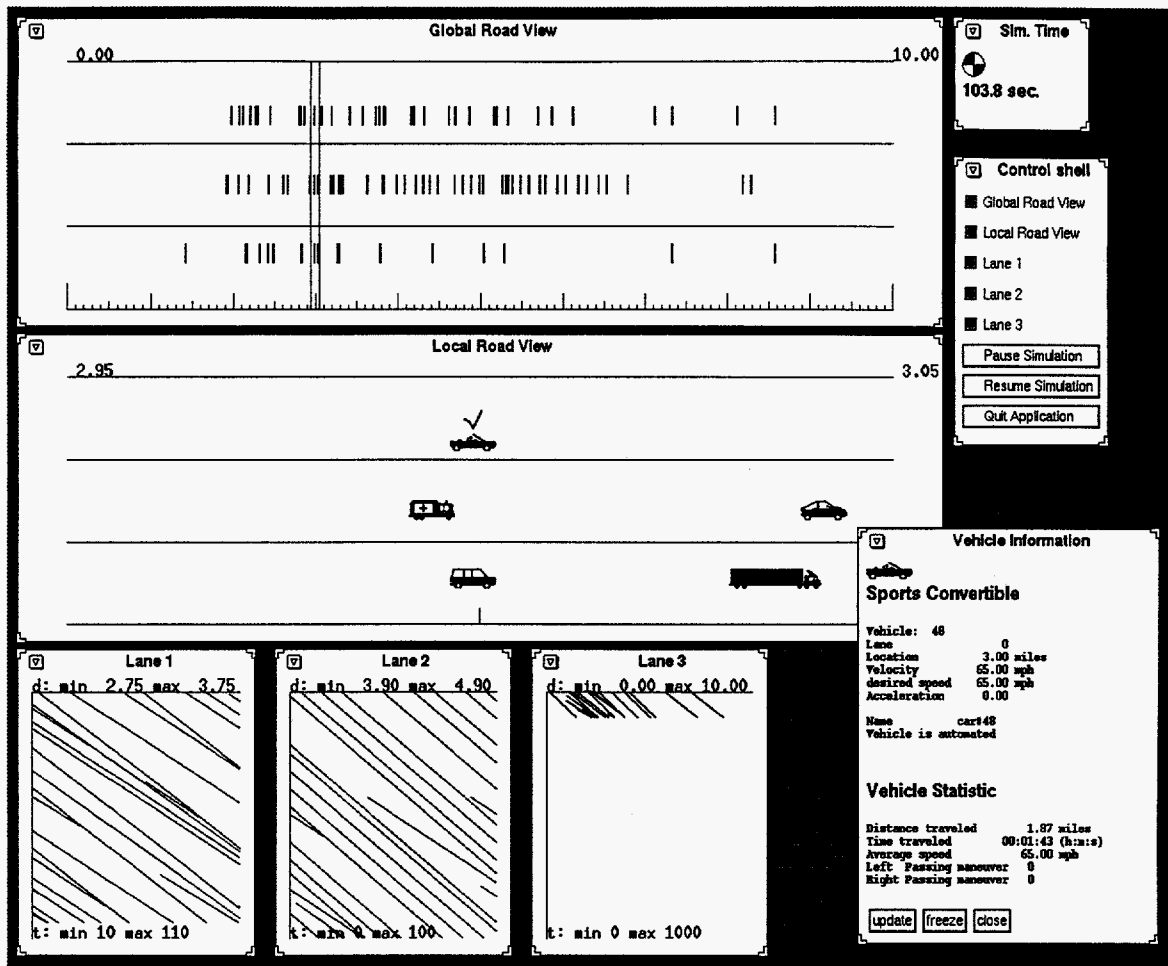 Global Road View
0.00 10.00
Sim. Time
103.8 sec.
Control shell
Global Road View
Local Road View
Lane 1
Lane 2
Lane 3
Pause Simulation
Resume Simulation
Quit Application
Local Road View
2.95 3.05
Lane 1
d: min 2.75 max 3.75
t: min 10 max 110
Lane 2
d: min 3.90 max 4.90
t: min 0 max 100
Lane 3
d: min 0.00 max 10.00
t: min 0 max 1000
Vehicle Information
Sports Convertible
Vehicle: 48
Lane 0
Location 3.00 miles
Velocity 65.00 mph
desired speed 65.00 mph
Acceleration 0.00
Name car#48
Vehicle is automated
Vehicle Statistic
Distance traveled 1.87 miles
Time traveled 00:01:43 (h:m:s)
Average speed 65.00 mph
Left Passing maneuver 0
Right Passing maneuver 0
update freeze close